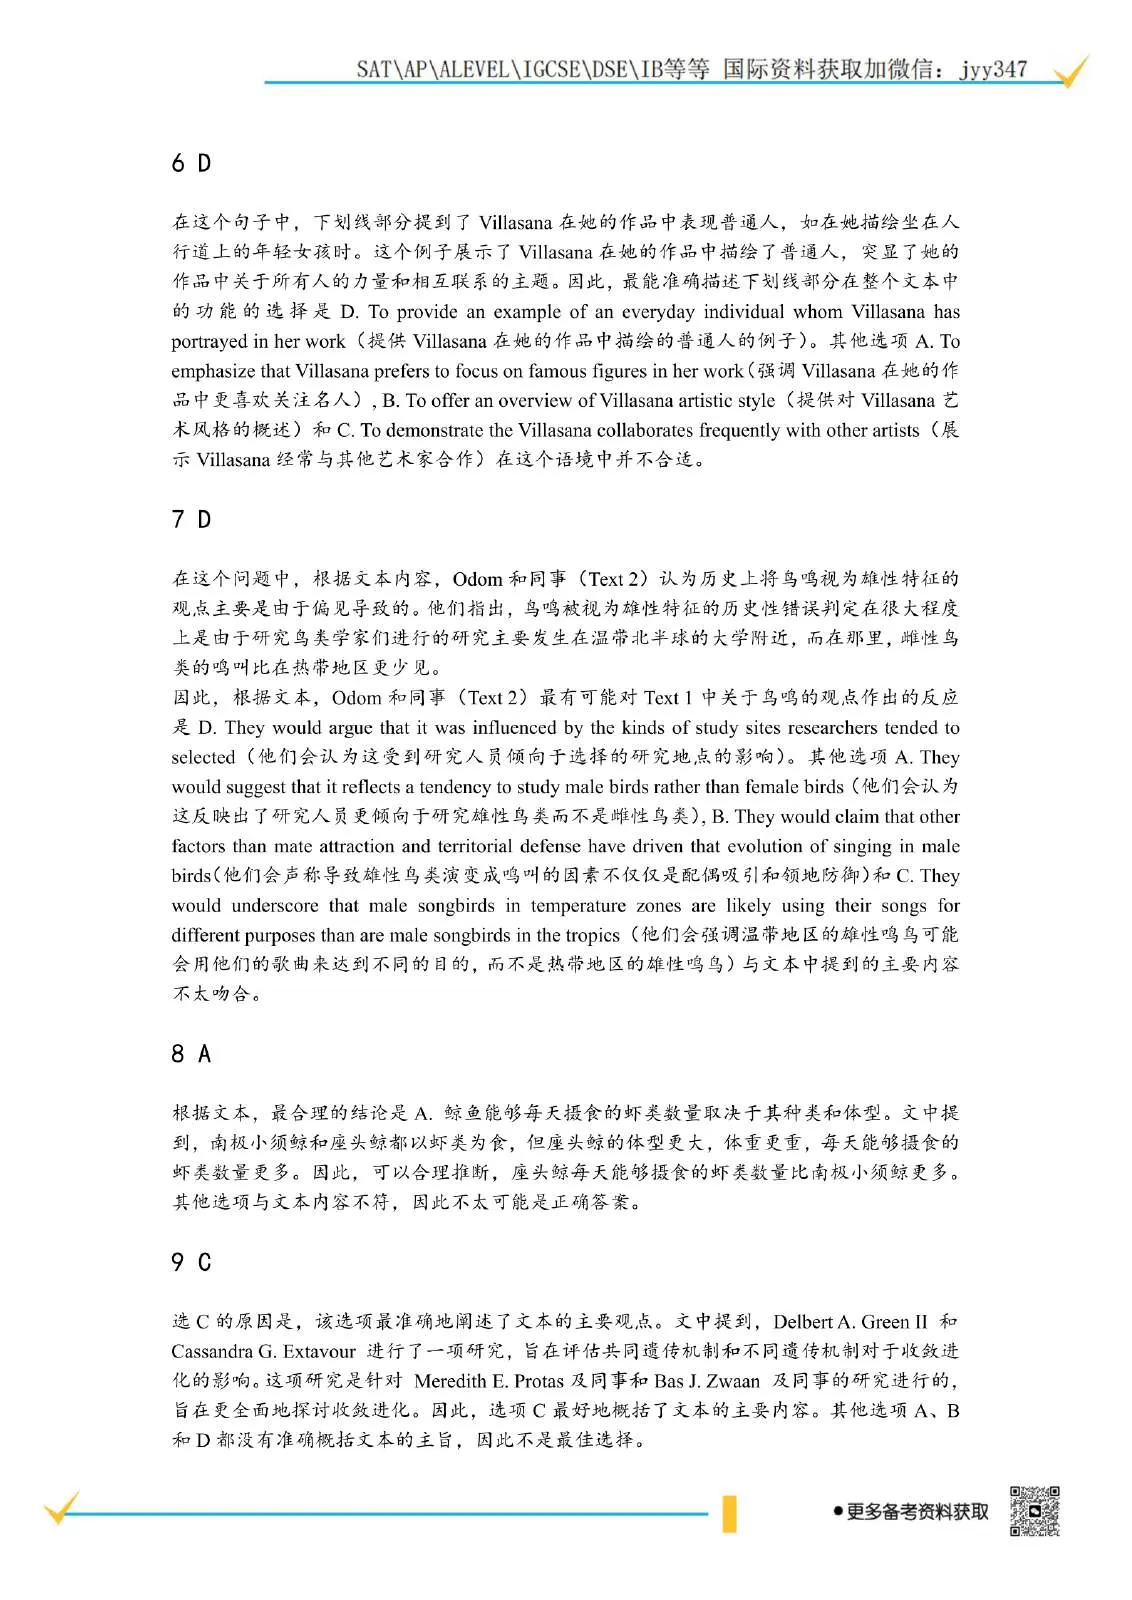 SAT\AP\ALEVEL\IGCSE\DSE\IB等等 国际资料获取加微信：jyy347
6 D
在这个句子中，下划线部分提到了 Villasana 在她的作品中表现普通人，如在她描绘坐在人
行道上的年轻女孩时。这个例子展示了 Villasana 在她的作品中描绘了普通人，突显了她的
作品中关于所有人的力量和相互联系的主题。因此，最能准确描述下划线部分在整个文本中
的功能的选择是 D. To provide an example of an everyday individual whom Villasana has
portrayed in her work（提供 Villasana 在她的作品中描绘的普通人的例子）。其他选项 A. To
emphasize that Villasana prefers to focus on famous figures in her work（强调 Villasana 在她的作
品中更喜欢关注名人）, B. To offer an overview of Villasana artistic style（提供对 Villasana 艺
术风格的概述）和 C. To demonstrate the Villasana collaborates frequently with other artists（展
示 Villasana 经常与其他艺术家合作）在这个语境中并不合适。
7 D
在这个问题中，根据文本内容，Odom 和同事（Text 2）认为历史上将鸟鸣视为雄性特征的
观点主要是由于偏见导致的。他们指出，鸟鸣被视为雄性特征的历史性错误判定在很大程度
上是由于研究鸟类学家们进行的研究主要发生在温带北半球的大学附近，而在那里，雌性鸟
类的鸣叫比在热带地区更少见。
因此，根据文本，Odom 和同事（Text 2）最有可能对 Text 1 中关于鸟鸣的观点作出的反应
是 D. They would argue that it was influenced by the kinds of study sites researchers tended to
selected（他们会认为这受到研究人员倾向于选择的研究地点的影响）。其他选项 A. They
would suggest that it reflects a tendency to study male birds rather than female birds（他们会认为
这反映出了研究人员更倾向于研究雄性鸟类而不是雌性鸟类）, B. They would claim that other
factors than mate attraction and territorial defense have driven that evolution of singing in male
birds（他们会声称导致雄性鸟类演变成鸣叫的因素不仅仅是配偶吸引和领地防御）和 C. They
would underscore that male songbirds in temperature zones are likely using their songs for
different purposes than are male songbirds in the tropics（他们会强调温带地区的雄性鸣鸟可能
会用他们的歌曲来达到不同的目的，而不是热带地区的雄性鸣鸟）与文本中提到的主要内容
不太吻合。
8 A
根据文本，最合理的结论是 A. 鲸鱼能够每天摄食的虾类数量取决于其种类和体型。文中提
到，南极小须鲸和座头鲸都以虾类为食，但座头鲸的体型更大，体重更重，每天能够摄食的
虾类数量更多。因此，可以合理推断，座头鲸每天能够摄食的虾类数量比南极小须鲸更多。
其他选项与文本内容不符，因此不太可能是正确答案。
9 C
选 C 的原因是，该选项最准确地阐述了文本的主要观点。文中提到，Delbert A. Green II 和
Cassandra G. Extavour 进行了一项研究，旨在评估共同遗传机制和不同遗传机制对于收敛进
化的影响。这项研究是针对 Meredith E. Protas 及同事和 Bas J. Zwaan 及同事的研究进行的，
旨在更全面地探讨收敛进化。因此，选项 C 最好地概括了文本的主要内容。其他选项 A、B
和 D 都没有准确概括文本的主旨，因此不是最佳选择。
●更多备考资料获取